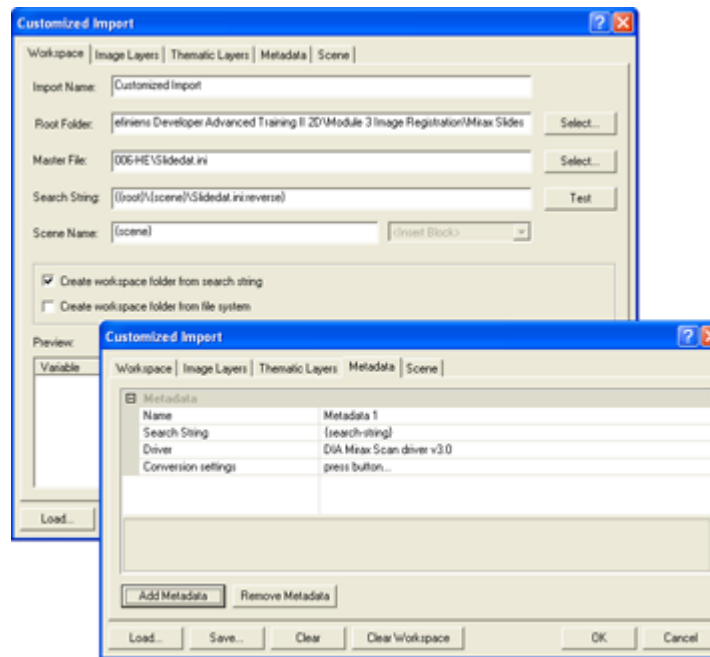 Customized Import
Workspace Image Layers Thematic Layers Metadata Scene
Import Name: Customized Import
Root Folder: efiniens Developer Advanced Training II 2D\Module 3 Image Registration\Mirax Slides Select...
Master File: 006-HE\Slidedat.ini Select...
Search String: {(root)\{scene}\Slidedat.ini:reverse} Test
Scene Name: {scene} <Insert Block>
Create workspace folder from search string
Create workspace folder from file system
Preview:
Variable
Load...
Customized Import
Workspace Image Layers Thematic Layers Metadata Scene
Metadata
Name Metadata 1
Search String {search-string}
Driver DIA Mirax Scan driver v3.0
Conversion settings press button...
Add Metadata Remove Metadata
Load... Save... Clear Clear Workspace OK Cancel